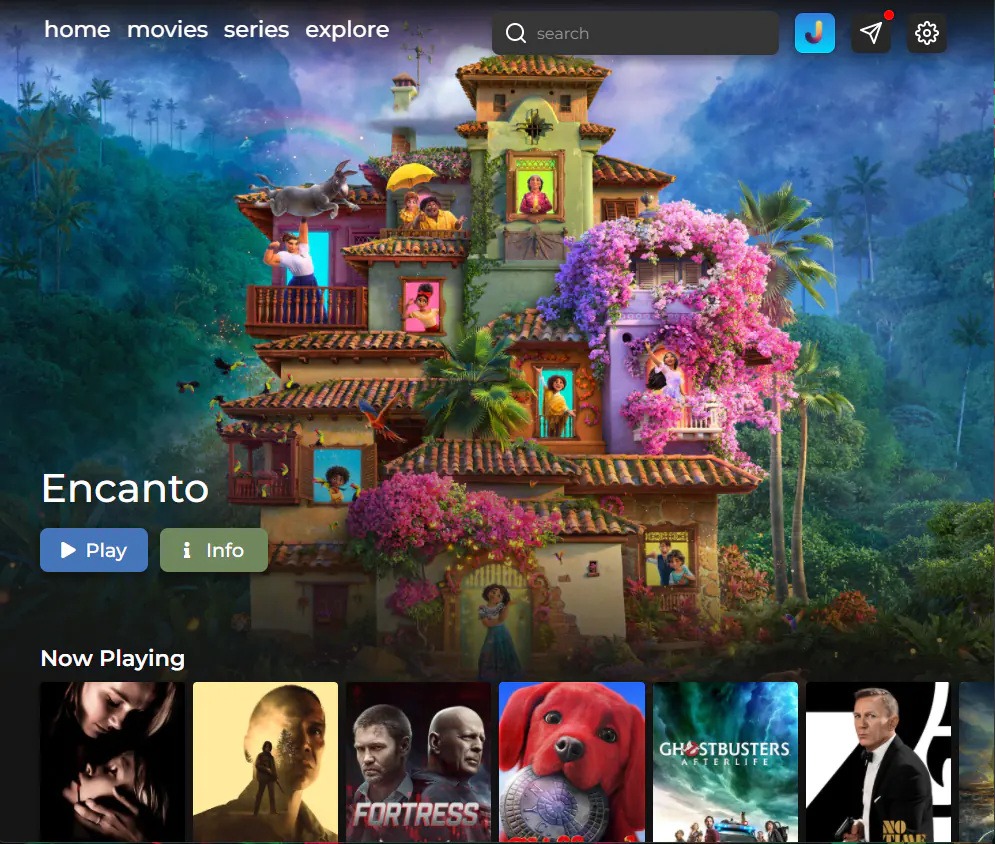 home movies series explore
search
Encanto
Play
Info
Now Playing
FORTRESS
GHOSTBUSTERS
AFTERLIFE
NO
TIME